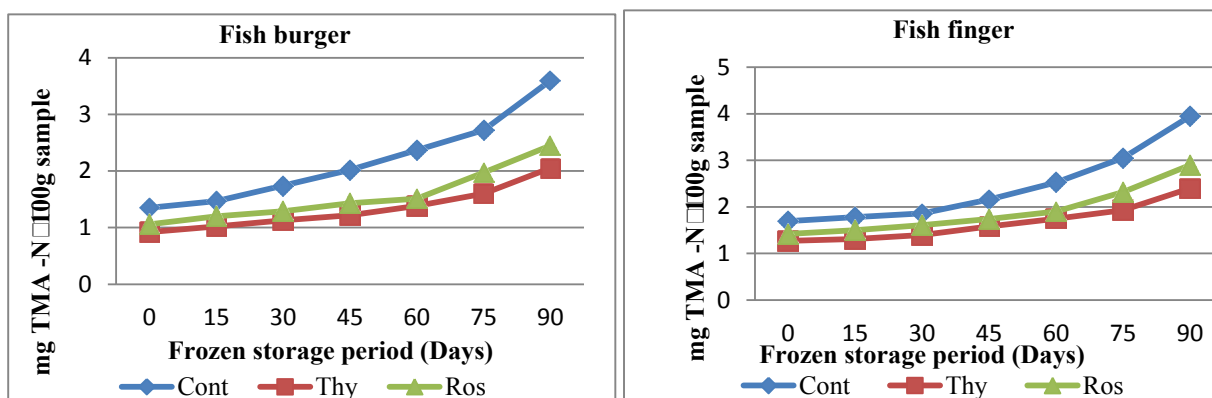 Fish burger
mg TMA -N□100g sample
4
3
2
1
0
0 15 30 45 60 75 90
Frozen storage period (Days)
Cont Thy Ros
Fish finger
mg TMA -N□100g sample
5
4
3
2
1
0
0 15 30 45 60 75 90
Frozen storage period (Days)
Cont Thy Ros